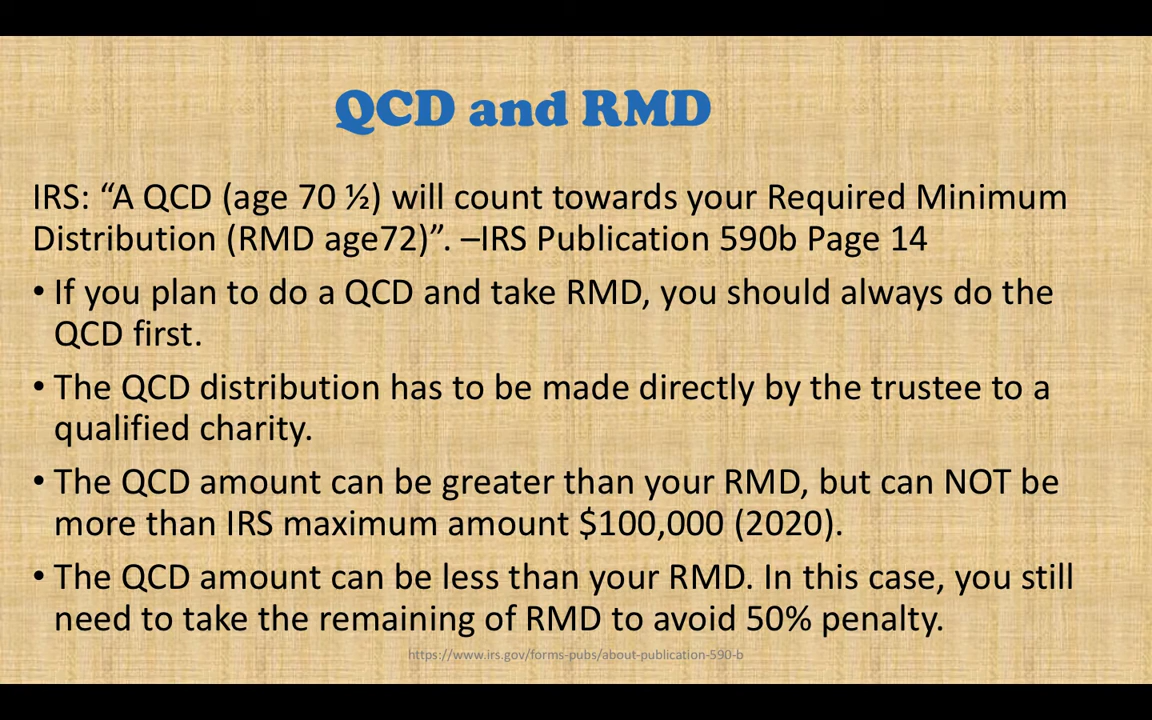 QCD and RMD
IRS: “A QCD (age 70 ½) will count towards your Required Minimum
Distribution (RMD age72)”. –IRS Publication 590b Page 14
• If you plan to do a QCD and take RMD, you should always do the
QCD first.
• The QCD distribution has to be made directly by the trustee to a
qualified charity.
• The QCD amount can be greater than your RMD, but can NOT be
more than IRS maximum amount $100,000 (2020).
• The QCD amount can be less than your RMD. In this case, you still
need to take the remaining of RMD to avoid 50% penalty.
https://www.irs.gov/forms-pubs/about-publication-590-b